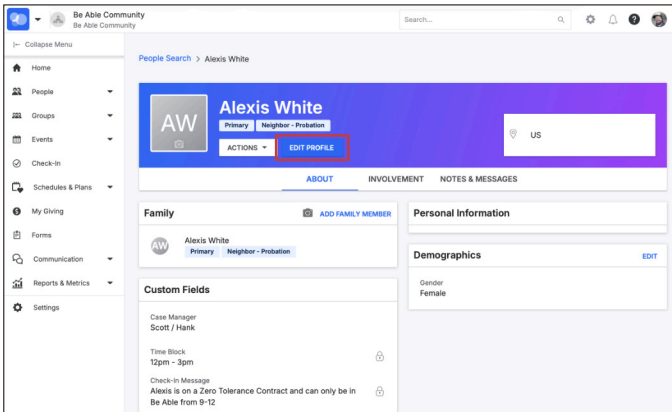 Be Able Community
Be Able Community
Search...
Collapse Menu
Home
People
Groups
Events
Check-In
Schedules & Plans
My Giving
Forms
Communication
Reports & Metrics
Settings
People Search > Alexis White
AW
Alexis White
Primary Neighbor - Probation
ACTIONS EDIT PROFILE
US
ABOUT INVOLVEMENT NOTES & MESSAGES
Family ADD FAMILY MEMBER
AW
Alexis White
Primary Neighbor - Probation
Custom Fields
Case Manager
Scott / Hank
Time Block
12pm - 3pm
Check-In Message
Alexis is on a Zero Tolerance Contract and can only be in
Be Able from 9-12
Personal Information
Demographics EDIT
Gender
Female